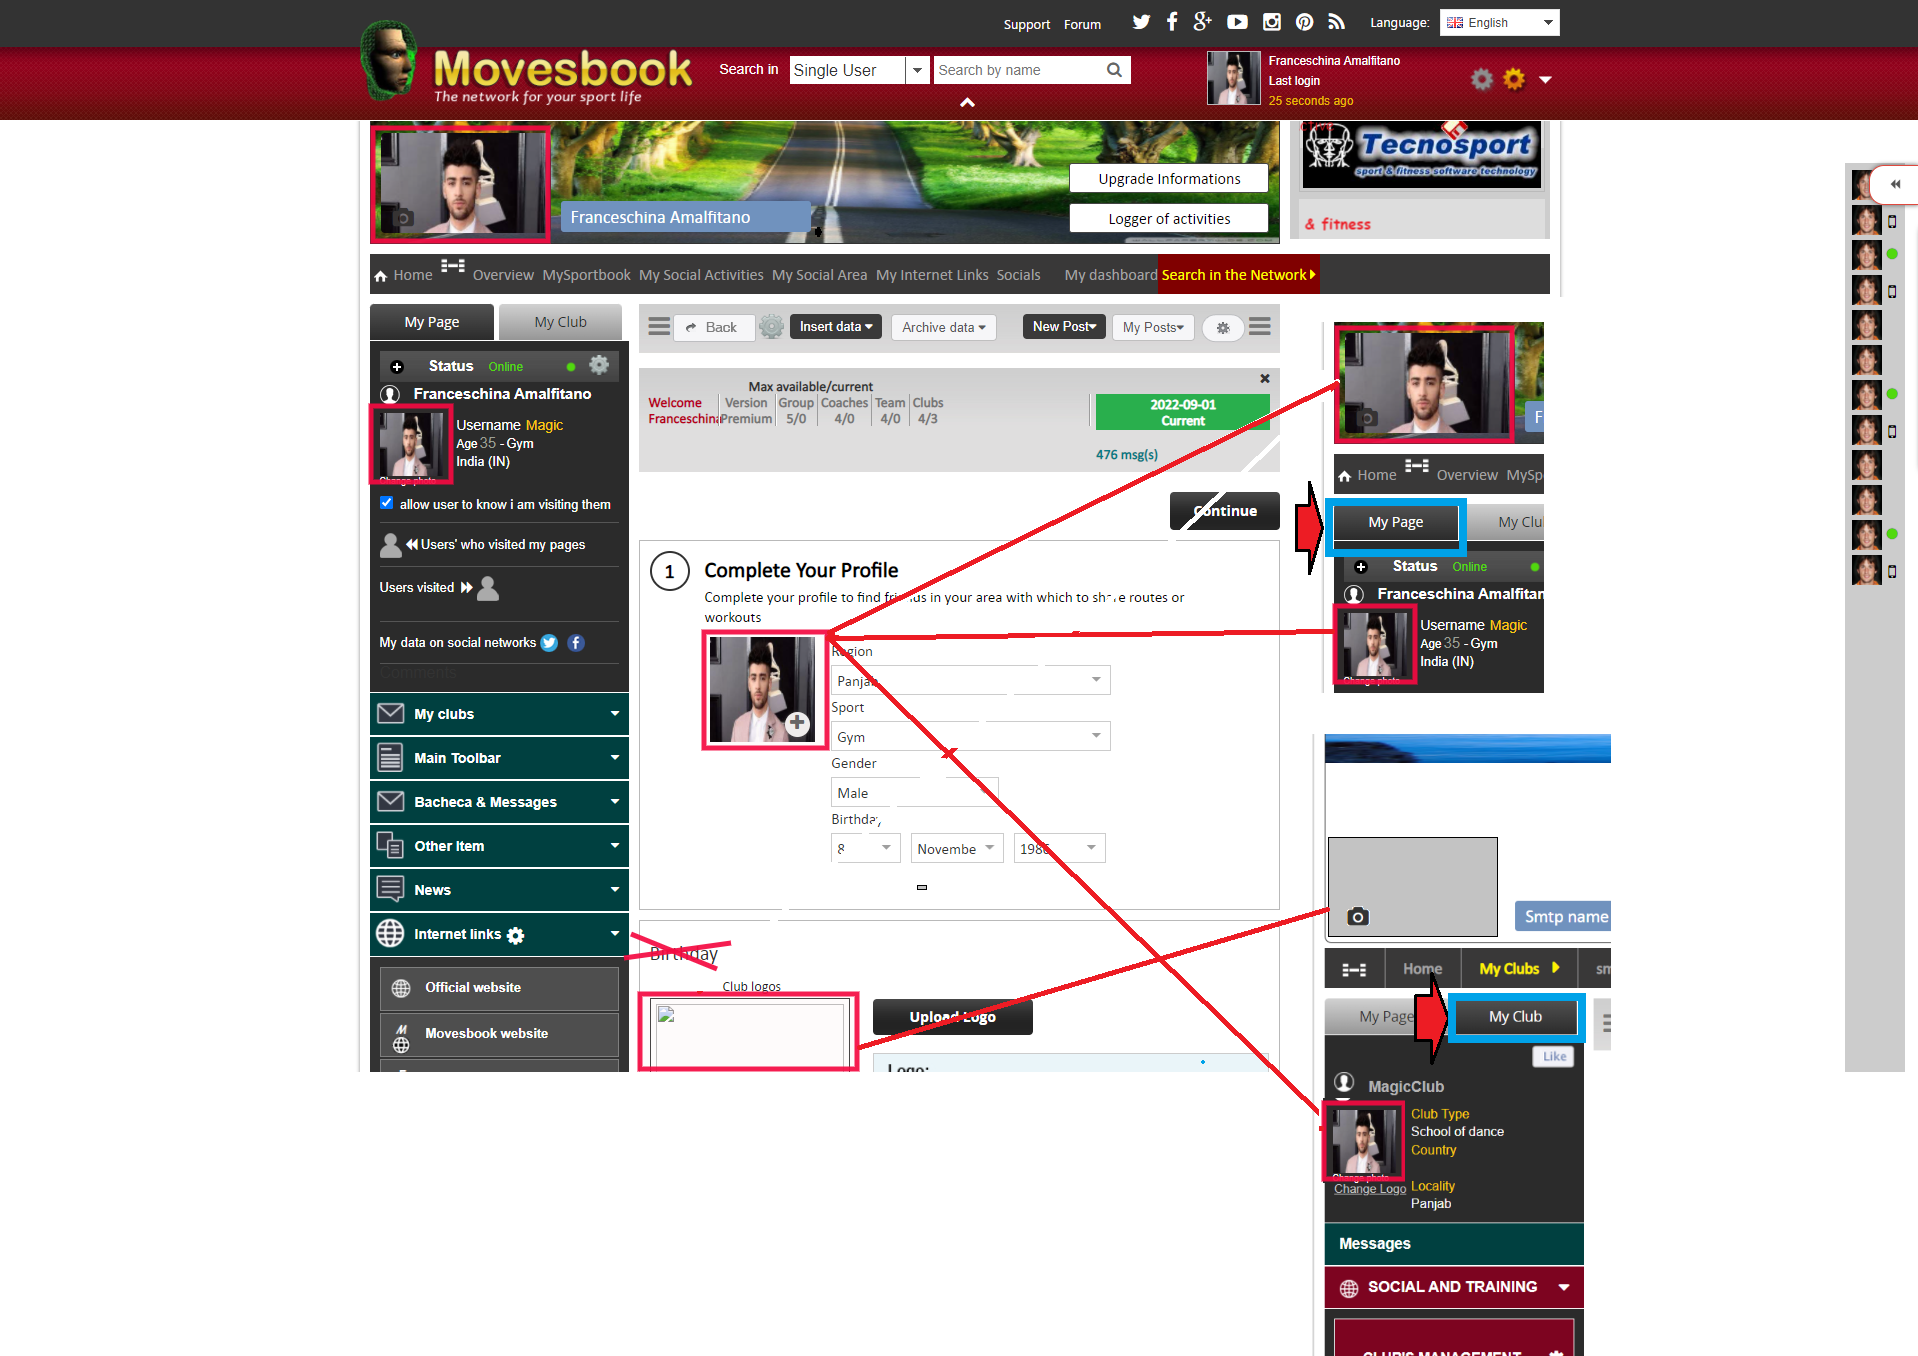 Support Forum Language: English
Movesbook
The network for your sport life
Search in Single User Search by name
Franceschina Amalfitano
Last login
25 seconds ago
Franceschina Amalfitano
Upgrade Informations
Logger of activities
Tecnosport
sport & fitness software technology
& fitness
Home Overview MySportbook My Social Activities My Social Area My Internet Links Socials My dashboard Search in the Network
My Page My Club
Status Online
Franceschina Amalfitano
Username Magic
Age 35 - Gym
India (IN)
Change photo
allow user to know i am visiting them
Users' who visited my pages
Users visited
My data on social networks
Comments
My clubs
Main Toolbar
Bacheca & Messages
Other Item
News
Internet links
Official website
Movesbook website
Back Insert data Archive data New Post My Posts
Max available/current
Welcome Version Group Coaches Team Clubs
Franceschina Premium 5/0 4/0 4/0 4/3
2022-09-01
Current
476 msg(s)
Continue
1 Complete Your Profile
Complete your profile to find friends in your area with which to share routes or
workouts
Region
Panjab
Sport
Gym
Gender
Male
Birthday
8 Novembe 1986
Birthday
Club logos
Upload Logo
Logo:
F
Home Overview MySp
My Page My Clu
Status Online
Franceschina Amalfitan
Username Magic
Age 35 - Gym
India (IN)
Change photo
Smtp name
Home My Clubs sm
My Page My Club
Like
MagicClub
Club Type
School of dance
Country
Change photo
Change Logo Locality
Panjab
Messages
SOCIAL AND TRAINING
CLUB'S MANAGEMENT